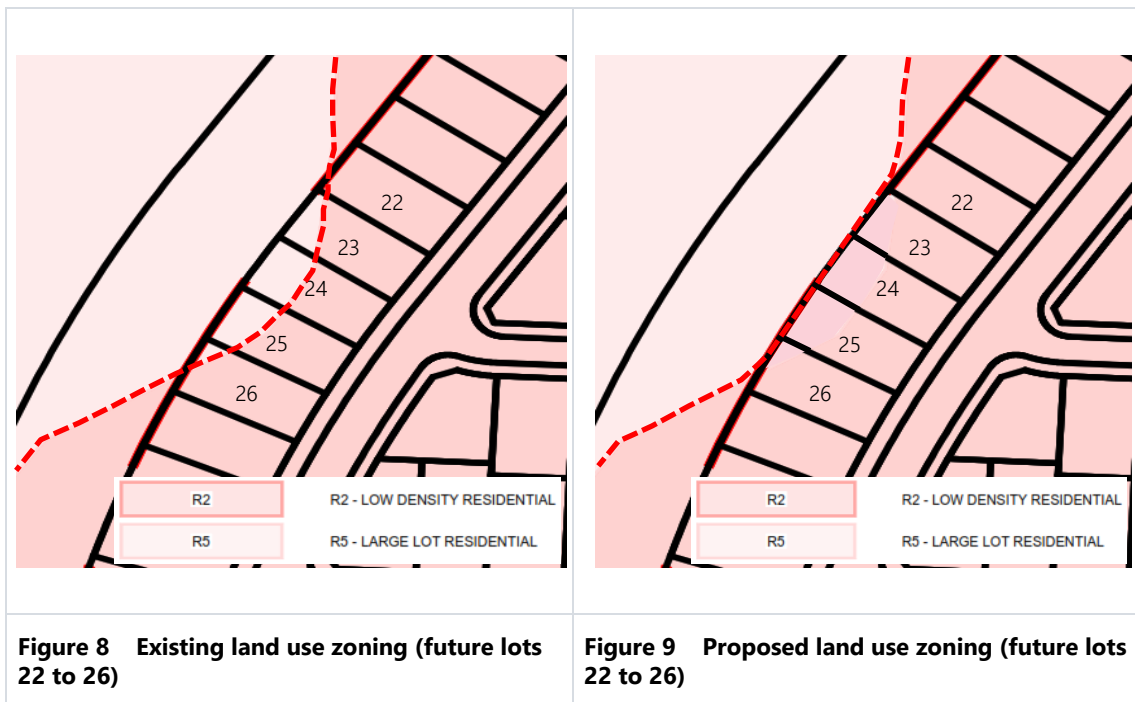 22
23
24
25
26
R2 R2 - LOW DENSITY RESIDENTIAL
R5 R5 - LARGE LOT RESIDENTIAL
Figure 8 Existing land use zoning (future lots
22 to 26)
22
23
24
25
26
R2 R2 - LOW DENSITY RESIDENTIAL
R5 R5 - LARGE LOT RESIDENTIAL
Figure 9 Proposed land use zoning (future lots
22 to 26)